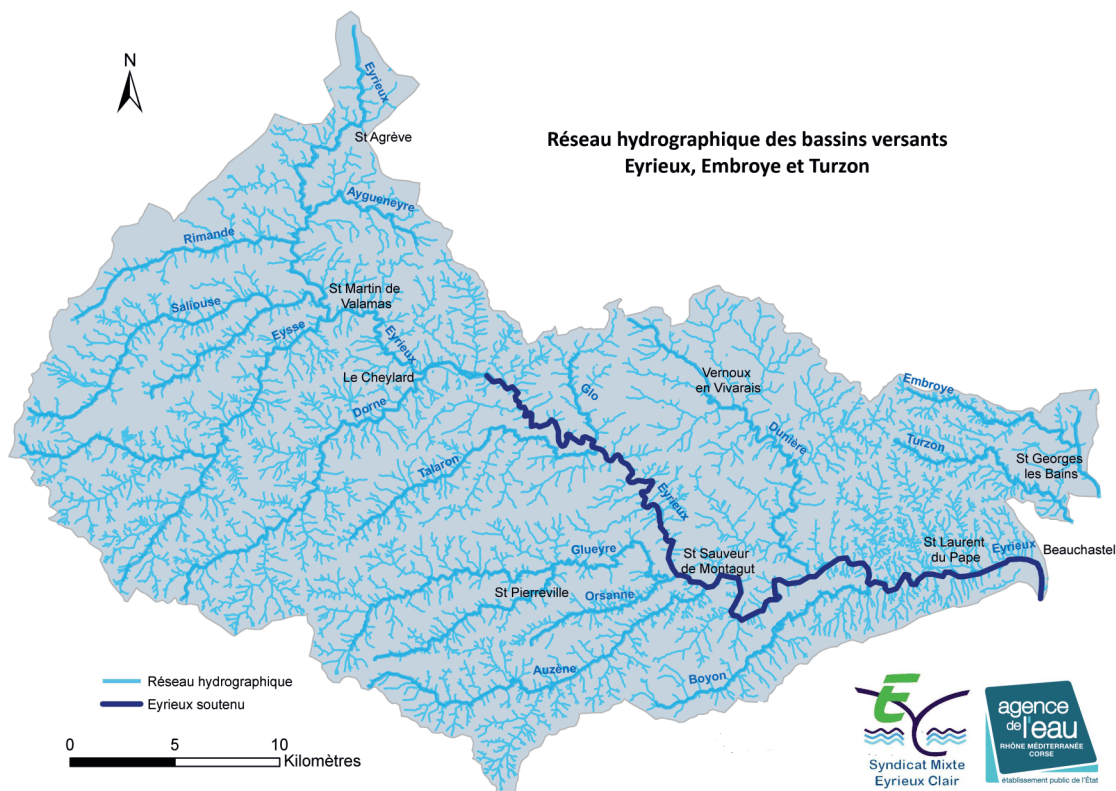 N
Réseau hydrographique des bassins versants
Eyrieux, Embroye et Turzon
Eyrieux
St Agrève
Aygueneyre
Rimande
St Martin de
Valamas
Saliouse
Eysse
Eyrieux
Le Cheylard
Dorne
Glo
Vernoux
en Vivarais
Embroye
Dunière
Turzon
St Georges
les Bains
Talaron
Eyrieux
Glueyre
St Sauveur
de Montagut
St Laurent
du Pape
Eyrieux
Beauchastel
St Pierreville
Orsanne
Auzène
Boyon
Réseau hydrographique
Eyrieux soutenu
0 5 10 Kilomètres
Syndicat Mixte
Eyrieux Clair
agence
de l'eau
RHÔNE MÉDITERRANÉE
CORSE
établissement public de l'État